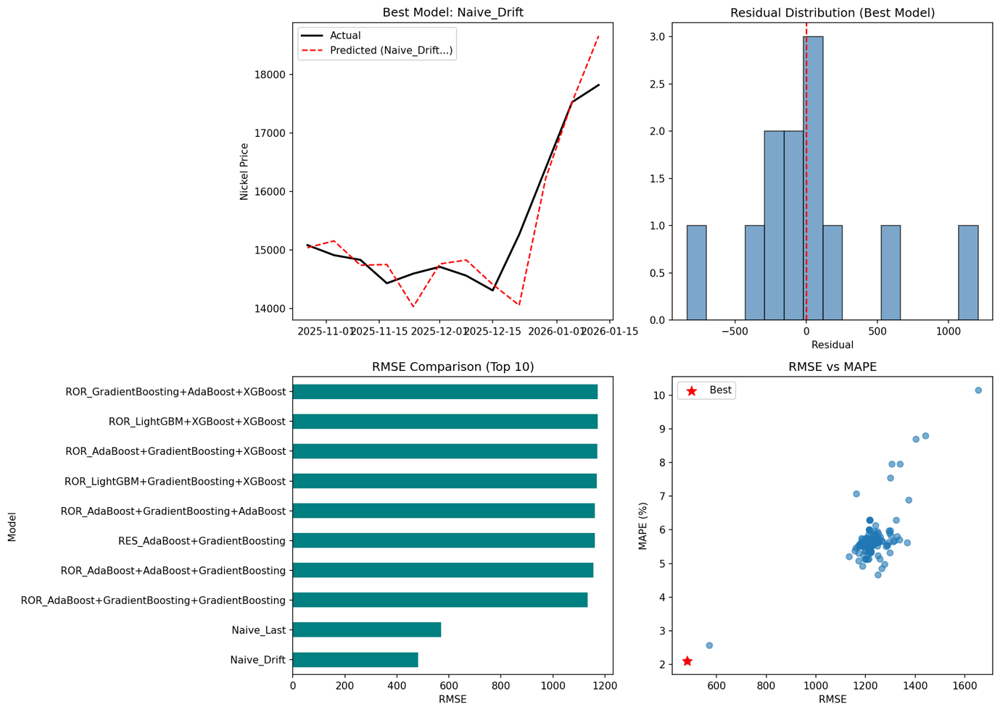 Best Model: Naive_Drift
Actual
Predicted (Naive_Drift...)
Nickel Price
18000
17000
16000
15000
14000
2025-11-01
2025-11-15
2025-12-01
2025-12-15
2026-01-01
2026-01-15
Residual Distribution (Best Model)
3.0
2.5
2.0
1.5
1.0
0.5
0.0
−500
0
500
1000
Residual
RMSE Comparison (Top 10)
Model
ROR_GradientBoosting+AdaBoost+XGBoost
ROR_LightGBM+XGBoost+XGBoost
ROR_AdaBoost+GradientBoosting+XGBoost
ROR_LightGBM+GradientBoosting+XGBoost
ROR_AdaBoost+GradientBoosting+AdaBoost
RES_AdaBoost+GradientBoosting
ROR_AdaBoost+AdaBoost+GradientBoosting
ROR_AdaBoost+GradientBoosting+GradientBoosting
Naive_Last
Naive_Drift
0
200
400
600
800
1000
1200
RMSE
RMSE vs MAPE
Best
MAPE (%)
10
9
8
7
6
5
4
3
2
600
800
1000
1200
1400
1600
RMSE